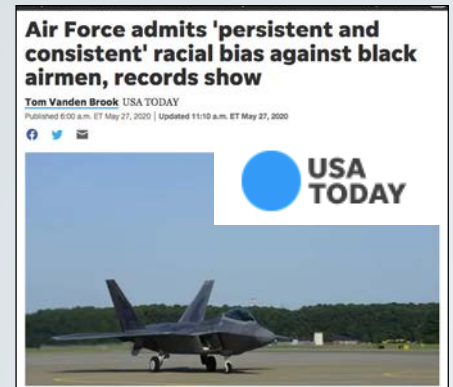 Air Force admits 'persistent and
consistent' racial bias against black
airmen, records show
Tom Vanden Brook USA TODAY
Published 6:00 a.m. ET May 27, 2020 | Updated 11:10 a.m. ET May 27, 2020
USA
TODAY